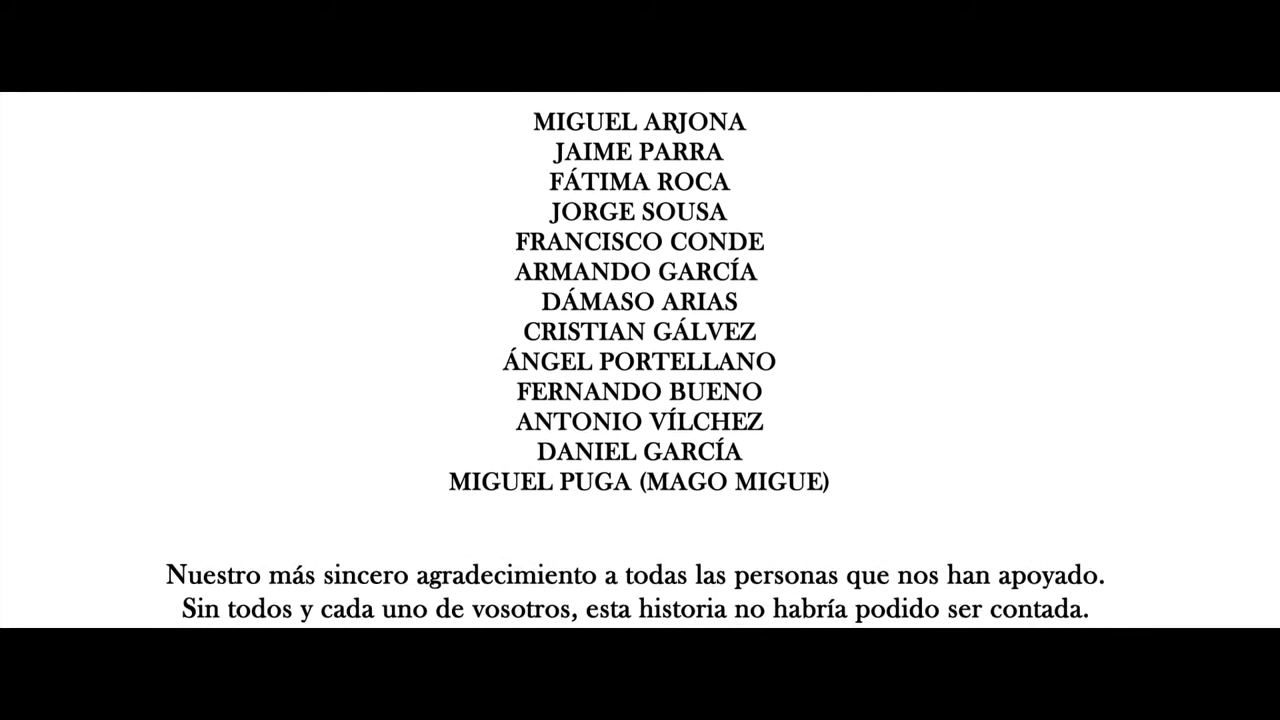 MIGUEL ARJONA
JAIME PARRA
FÁTIMA ROCA
JORGE SOUSA
FRANCISCO CONDE
ARMANDO GARCÍA
DÁMASO ARIAS
CRISTIAN GÁLVEZ
ÁNGEL PORTELLANO
FERNANDO BUENO
ANTONIO VÍLCHEZ
DANIEL GARCÍA
MIGUEL PUGA (MAGO MIGUE)
Nuestro más sincero agradecimiento a todas las personas que nos han apoyado.
Sin todos y cada uno de vosotros, esta historia no habría podido ser contada.